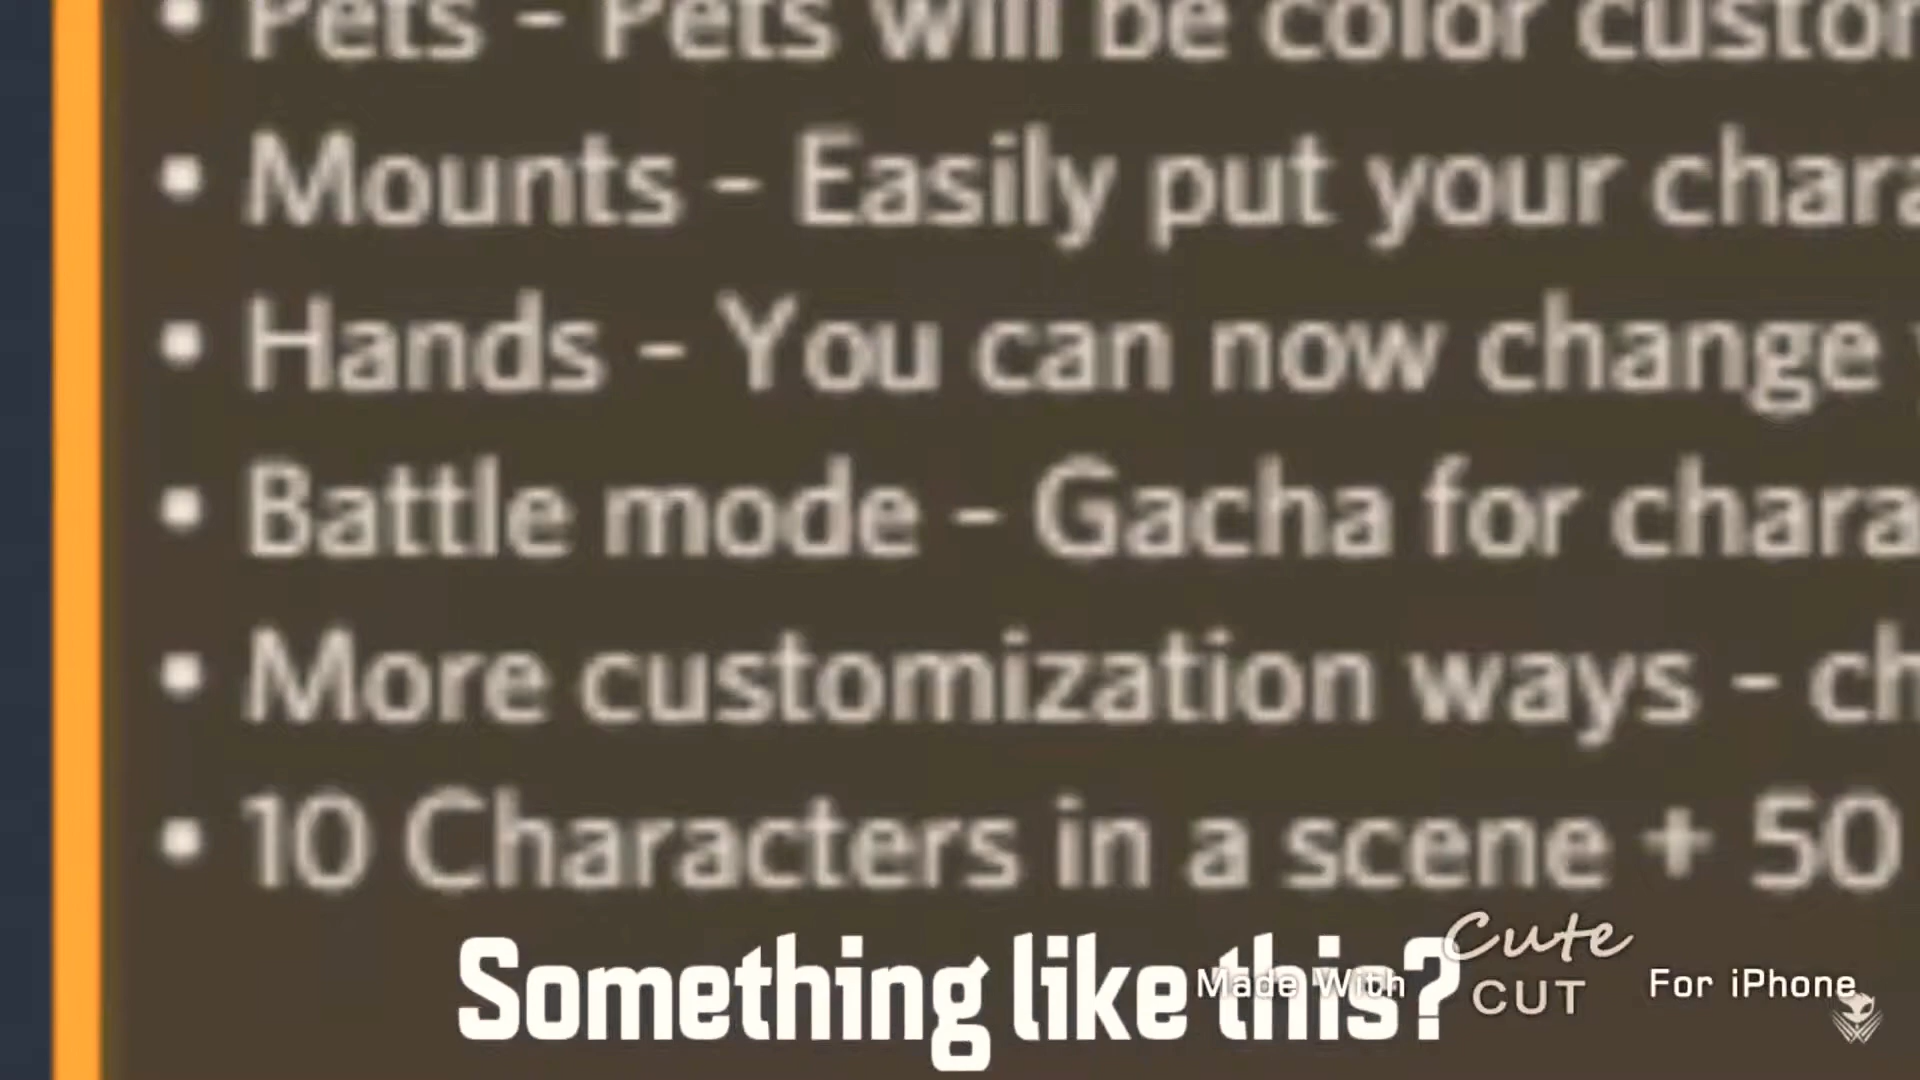 • Pets - Pets will be color custom
• Mounts - Easily put your chara
• Hands - You can now change
• Battle mode - Gacha for chara
• More customization ways - ch
• 10 Characters in a scene + 50
Something like this?
Made With Cute CUT For iPhone